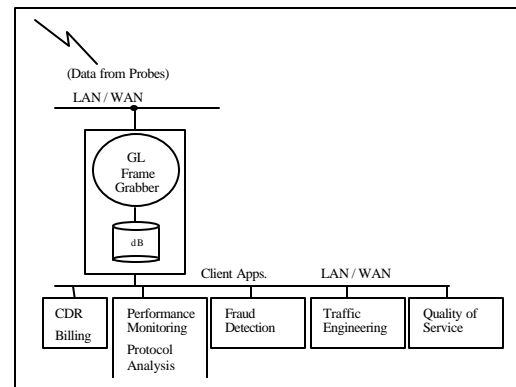 (Data from Probes)
LAN / WAN
GL
Frame
Grabber
dB
Client Apps.
LAN / WAN
CDR
Billing
Performance
Monitoring
Protocol
Analysis
Fraud
Detection
Traffic
Engineering
Quality of
Service